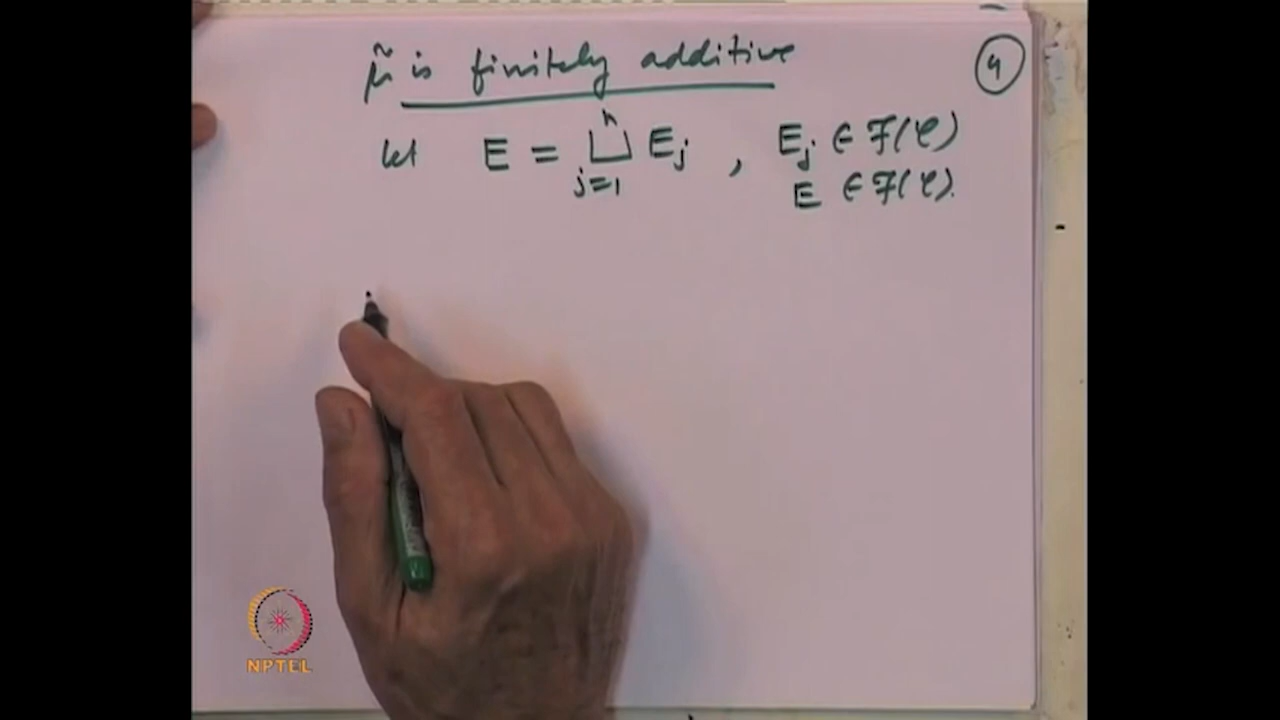 μ̃ is finitely additive
4
let E = ⨆_{j=1}^{n} E_j , E_j ∈ F(C)
E ∈ F(C).
NPTEL